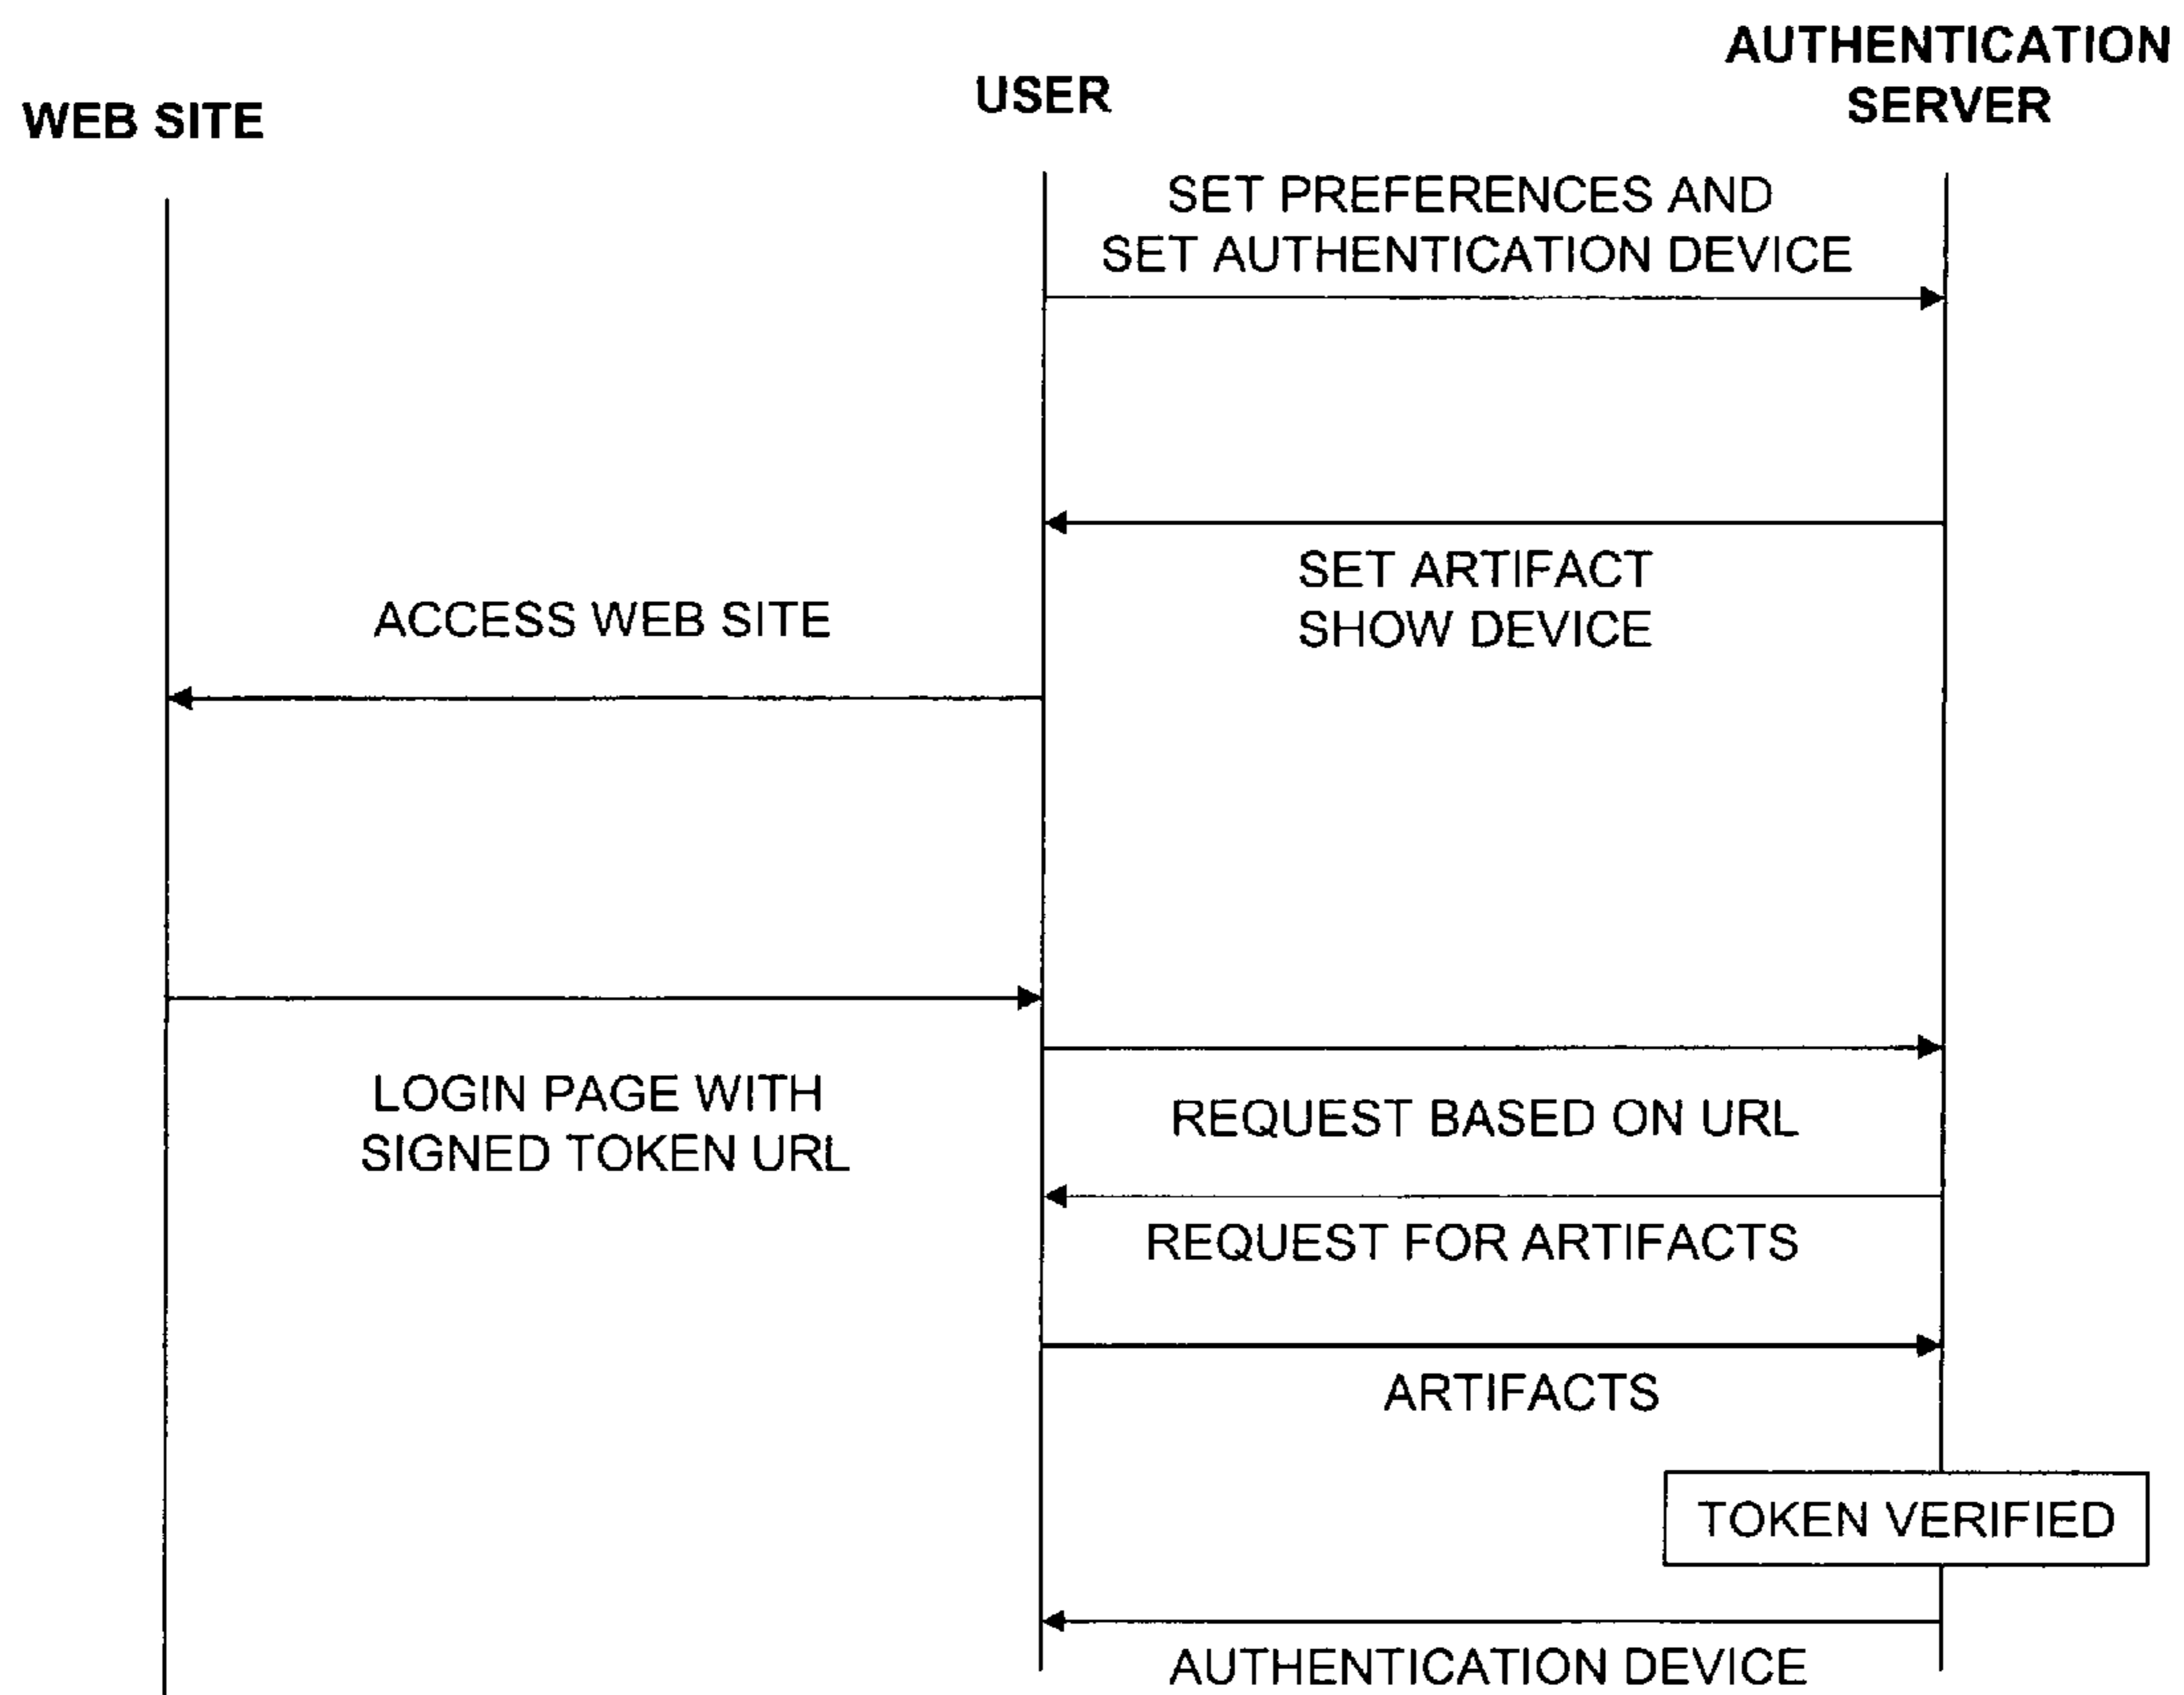 WEB SITE
USER
AUTHENTICATION
SERVER
SET PREFERENCES AND
SET AUTHENTICATION DEVICE
SET ARTIFACT
SHOW DEVICE
ACCESS WEB SITE
LOGIN PAGE WITH
SIGNED TOKEN URL
REQUEST BASED ON URL
REQUEST FOR ARTIFACTS
ARTIFACTS
TOKEN VERIFIED
AUTHENTICATION DEVICE